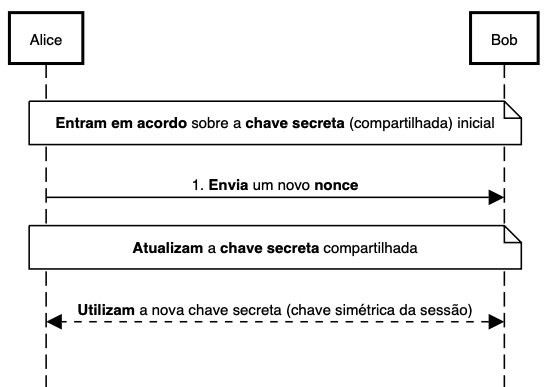 Alice
Bob
Entram em acordo sobre a chave secreta (compartilhada) inicial
1. Envia um novo nonce
Atualizam a chave secreta compartilhada
Utilizam a nova chave secreta (chave simétrica da sessão)